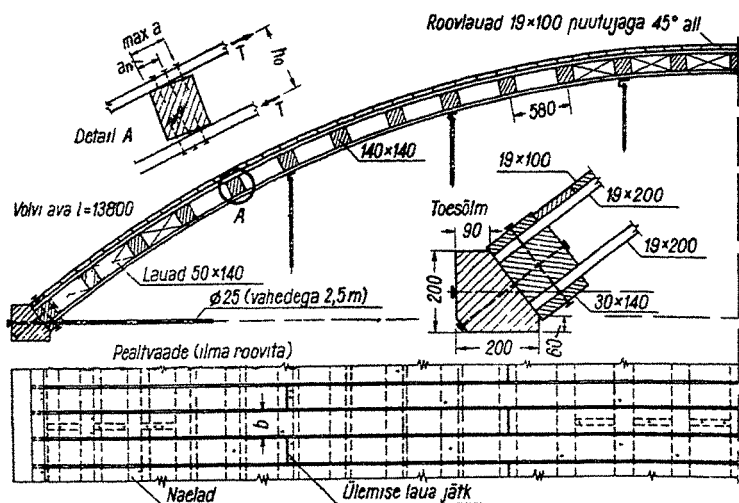 Roovlauad 19×100 puutujaga 45° all
max a
aₙ
T
h₀
T
Detail A
580
140×140
A
Volvi ava l=13800
Lauad 50×140
ø25 (vahedega 2,5 m)
Toesõlm
90
19×100
19×200
19×200
200
30×140
200
60
Pealtvaade (ilma roovita)
b
Naelad
Ülemise laua jätk